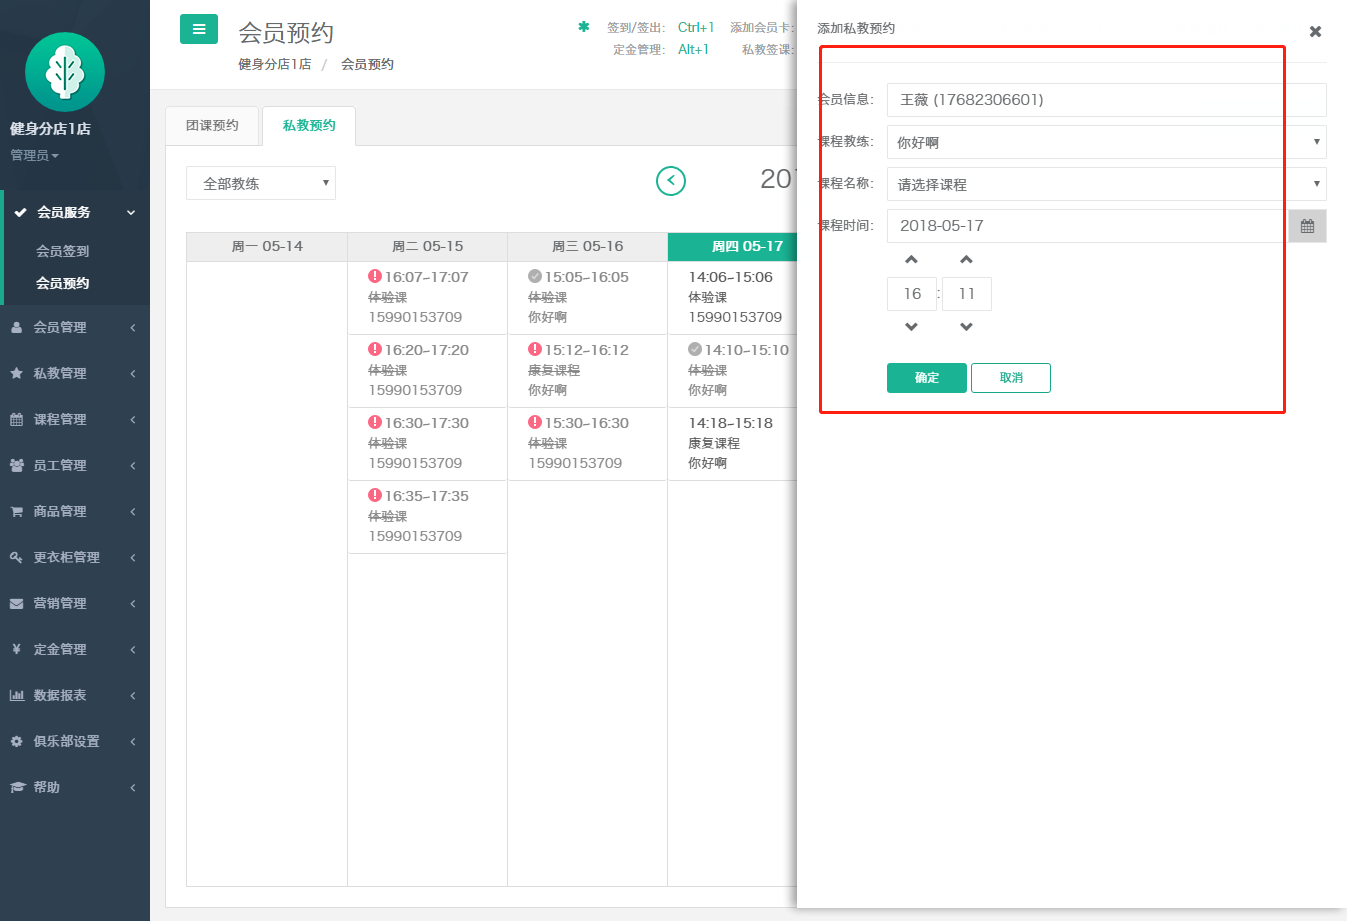 健身分店1店
管理员
会员服务
会员签到
会员预约
会员管理
私教管理
课程管理
员工管理
商品管理
更衣柜管理
营销管理
定金管理
数据报表
俱乐部设置
帮助
会员预约
健身分店1店 / 会员预约
签到/签出: Ctrl+1 添加会员卡:
定金管理: Alt+1 私教签课:
团课预约 私教预约
全部教练
201
周一 05-14
周二 05-15
16:07~17:07
体验课
15990153709
16:20~17:20
体验课
15990153709
16:30~17:30
体验课
15990153709
16:35~17:35
体验课
15990153709
周三 05-16
15:05~16:05
体验课
你好啊
15:12~16:12
康复课程
你好啊
15:30~16:30
体验课
15990153709
周四 05-17
14:06~15:06
体验课
15990153709
14:10~15:10
体验课
你好啊
14:18~15:18
康复课程
你好啊
添加私教预约
会员信息: 王薇 (17682306601)
课程教练: 你好啊
课程名称: 请选择课程
课程时间: 2018-05-17
16 : 11
确定 取消